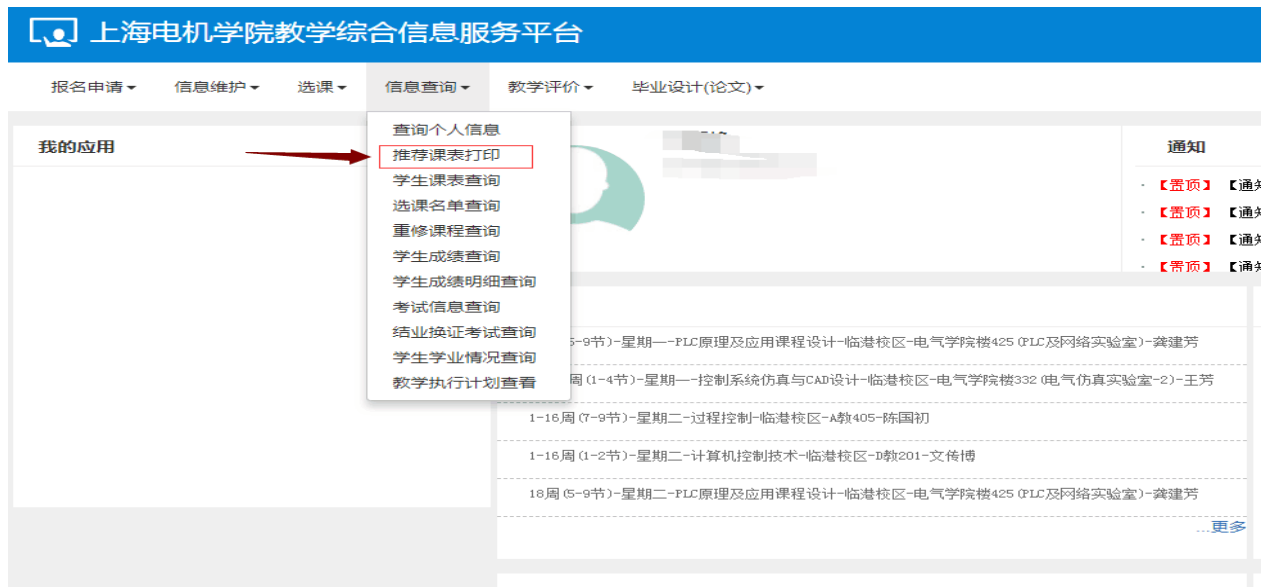 上海电机学院教学综合信息服务平台
报名申请 信息维护 选课 信息查询 教学评价 毕业设计(论文)
我的应用
查询个人信息
推荐课表打印
学生课表查询
选课名单查询
重修课程查询
学生成绩查询
学生成绩明细查询
考试信息查询
结业换证考试查询
学生学业情况查询
教学执行计划查看
通知
· 【置顶】 【通知
· 【置顶】 【通知
· 【置顶】 【通知
· 【置顶】 【通知
5-9节)-星期一-PLC原理及应用课程设计-临港校区-电气学院楼425(PLC及网络实验室)-龚建芳
周(1-4节)-星期一-控制系统仿真与CAD设计-临港校区-电气学院楼332(电气仿真实验室-2)-王芳
1-16周(7-9节)-星期二-过程控制-临港校区-A教405-陈国初
1-16周(1-2节)-星期二-计算机控制技术-临港校区-D教201-文传博
18周(5-9节)-星期二-PLC原理及应用课程设计-临港校区-电气学院楼425(PLC及网络实验室)-龚建芳
...更多